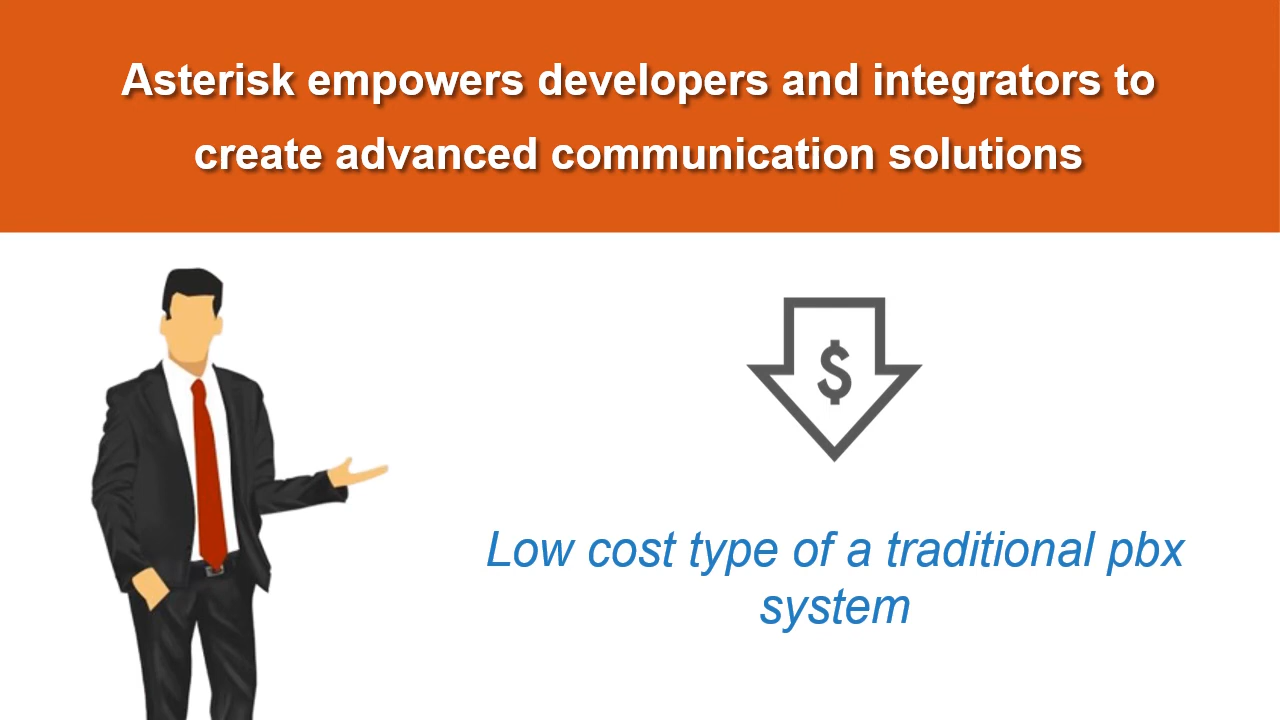 Asterisk empowers developers and integrators to
create advanced communication solutions
$
Low cost type of a traditional pbx
system